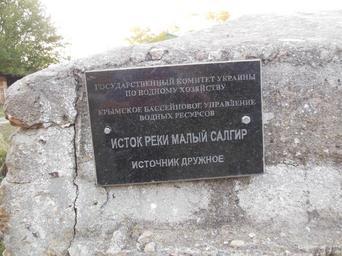 ГОСУДАРСТВЕННЫЙ КОМИТЕТ УКРАИНЫ
ПО ВОДНОМУ ХОЗЯЙСТВУ
КРЫМСКОЕ БАССЕЙНОВОЕ УПРАВЛЕНИЕ
ВОДНЫХ РЕСУРСОВ
ИСТОК РЕКИ МАЛЫЙ САЛГИР
ИСТОЧНИК ДРУЖНОЕ